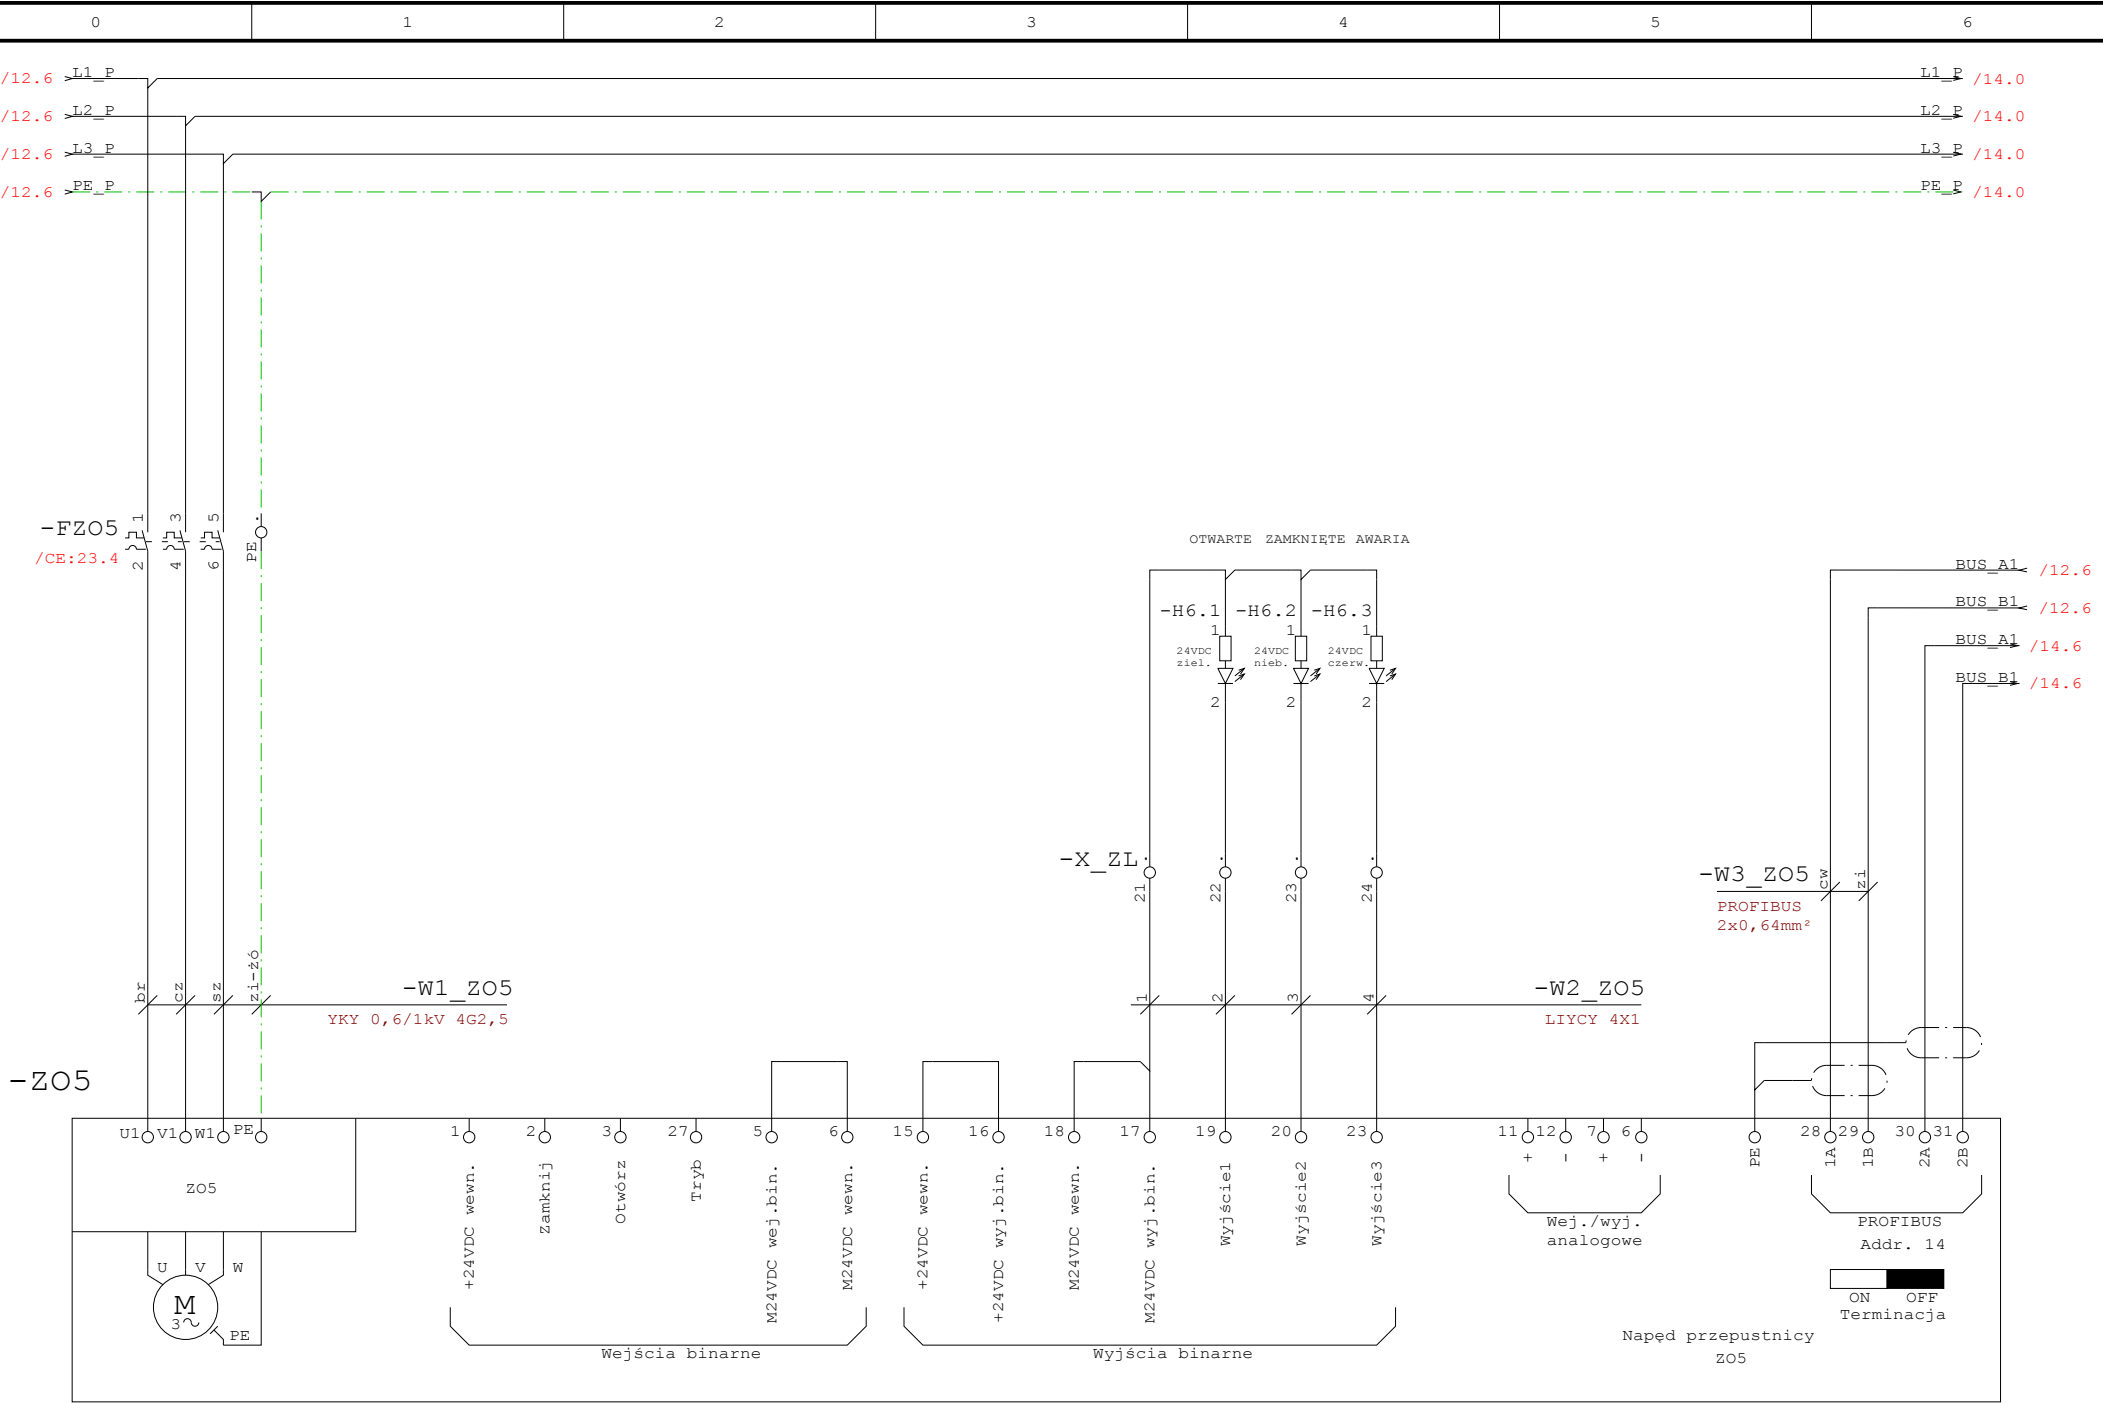 0 1 2 3 4 5 6
/12.6 L1_P L1_P /14.0
/12.6 L2_P L2_P /14.0
/12.6 L3_P L3_P /14.0
/12.6 PE_P PE_P /14.0
-FZO5 1 3 5 PE
/CE:23.4 2 4 6
OTWARTE ZAMKNIĘTE AWARIA
BUS_A1 /12.6
BUS_B1 /12.6
BUS_A1 /14.6
BUS_B1 /14.6
-H6.1 -H6.2 -H6.3
1 1 1
24VDC 24VDC 24VDC
ziel. nieb. czerw.
2 2 2
-X_ZL 21 22 23 24
-W3_ZO5 cw zi
PROFIBUS
2x0,64mm²
br cz sz zi-żó
-W1_ZO5
YKY 0,6/1kV 4G2,5
1 2 3 4
-W2_ZO5
LIYCY 4X1
-ZO5
U1 V1 W1 PE 1 2 3 27 5 6 15 16 18 17 19 20 23 11 12 7 6 28 29 30 31
ZO5
+24VDC wewn.
Zamknij
Otwórz
Tryb
M24VDC wej.bin.
M24VDC wewn.
+24VDC wewn.
+24VDC wyj.bin.
M24VDC wewn.
M24VDC wyj.bin.
Wyjście1
Wyjście2
Wyjście3
+ - + -
PE 1A 1B 2A 2B
Wej./wyj.
analogowe
PROFIBUS
Addr. 14
ON OFF
Terminacja
U V W
M
3~
PE
Wejścia binarne
Wyjścia binarne
Napęd przepustnicy
ZO5